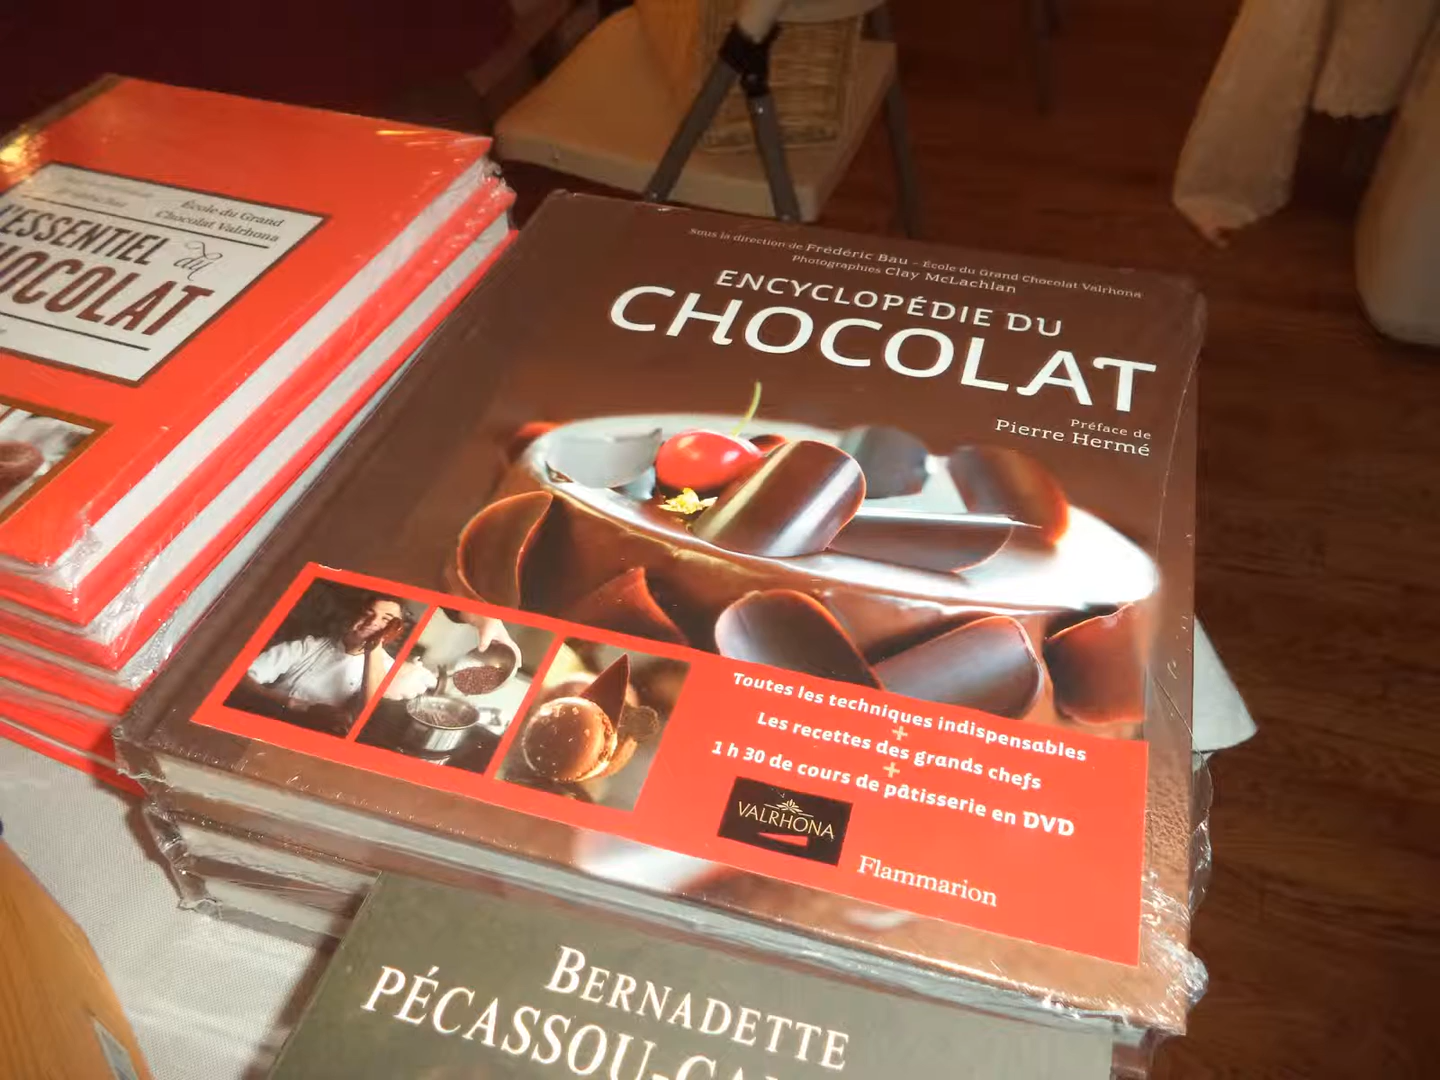 École du Grand
Chocolat Valrhona
L'ESSENTIEL du
CHOCOLAT
Sous la direction de Frédéric Bau - École du Grand Chocolat Valrhona
Photographies Clay McLachlan
ENCYCLOPÉDIE DU
CHOCOLAT
Préface de
Pierre Hermé
Toutes les techniques indispensables
+
Les recettes des grands chefs
+
1 h 30 de cours de pâtisserie en DVD
VALRHONA
Flammarion
BERNADETTE
PÉCASSOU-